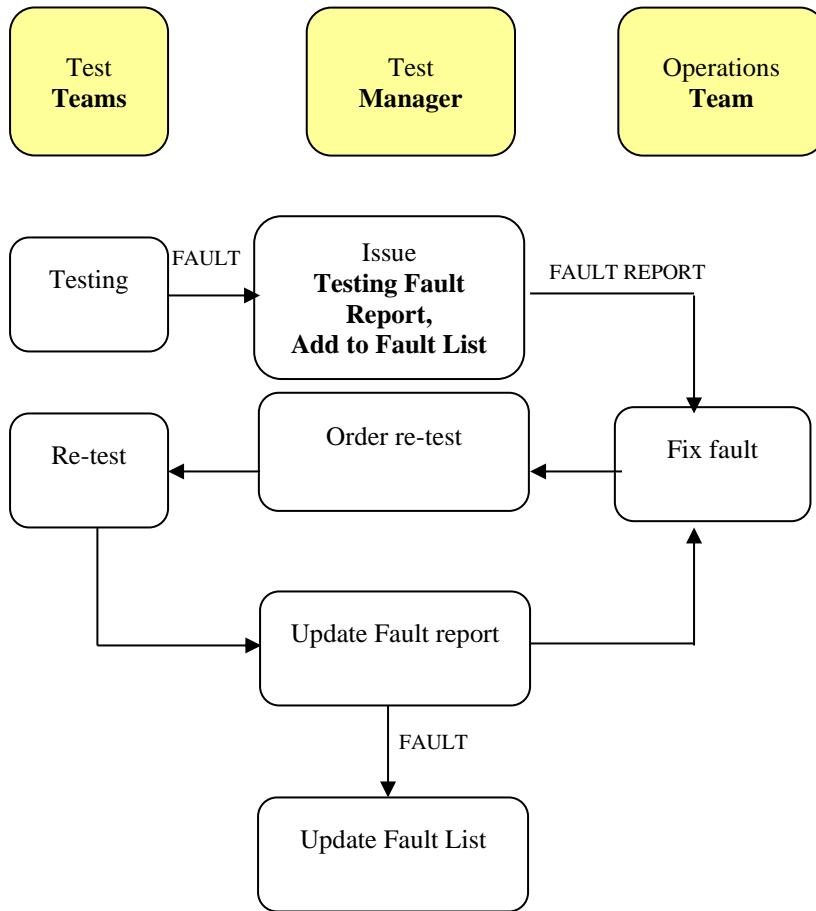 Test
Teams
Test
Manager
Operations
Team
Testing
FAULT
Issue
Testing Fault
Report,
Add to Fault List
FAULT REPORT
Re-test
Order re-test
Fix fault
Update Fault report
FAULT
Update Fault List